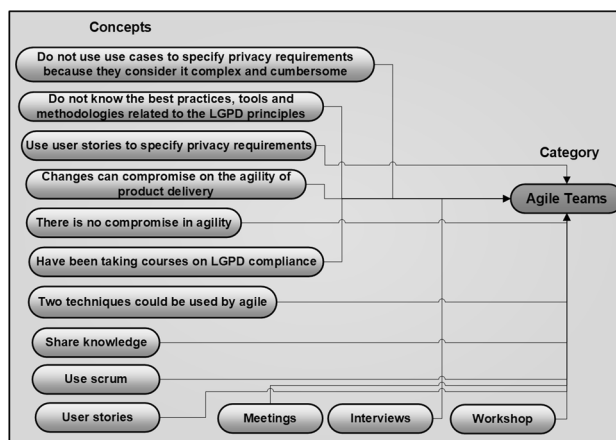 Concepts
Do not use use cases to specify privacy requirements
because they consider it complex and cumbersome
Do not know the best practices, tools and
methodologies related to the LGPD principles
Use user stories to specify privacy requirements
Category
Changes can compromise on the agility of
product delivery
Agile Teams
There is no compromise in agility
Have been taking courses on LGPD compliance
Two techniques could be used by agile
Share knowledge
Use scrum
User stories
Meetings
Interviews
Workshop